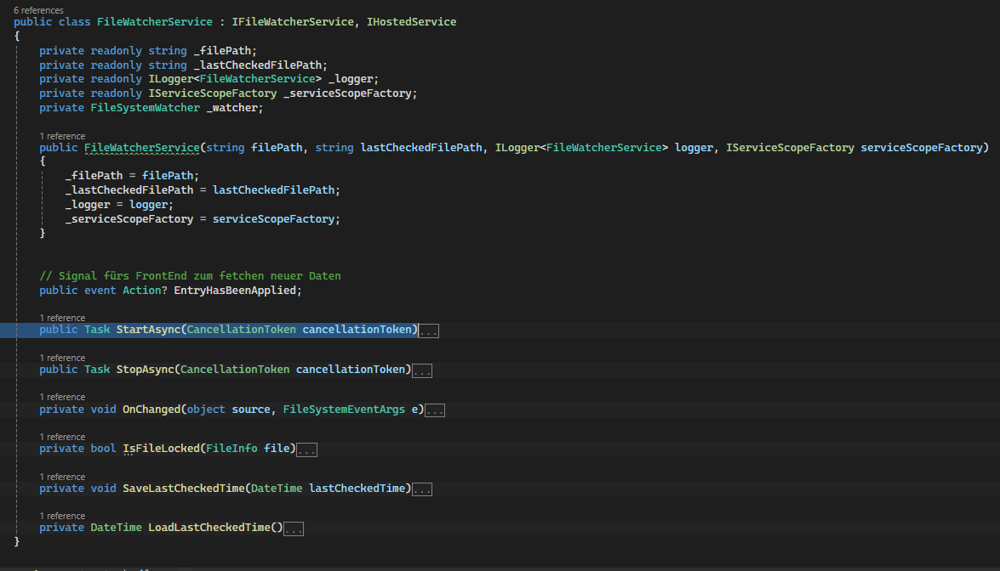 6 references
public class FileWatcherService : IFileWatcherService, IHostedService
{
private readonly string _filePath;
private readonly string _lastCheckedFilePath;
private readonly ILogger<FileWatcherService> _logger;
private readonly IServiceScopeFactory _serviceScopeFactory;
private FileSystemWatcher _watcher;
1 reference
public FileWatcherService(string filePath, string lastCheckedFilePath, ILogger<FileWatcherService> logger, IServiceScopeFactory serviceScopeFactory)
{
_filePath = filePath;
_lastCheckedFilePath = lastCheckedFilePath;
_logger = logger;
_serviceScopeFactory = serviceScopeFactory;
}
// Signal fürs FrontEnd zum fetchen neuer Daten
public event Action? EntryHasBeenApplied;
1 reference
public Task StartAsync(CancellationToken cancellationToken)...
1 reference
public Task StopAsync(CancellationToken cancellationToken)...
1 reference
private void OnChanged(object source, FileSystemEventArgs e)...
1 reference
private bool IsFileLocked(FileInfo file)...
1 reference
private void SaveLastCheckedTime(DateTime lastCheckedTime)...
1 reference
private DateTime LoadLastCheckedTime()...
}